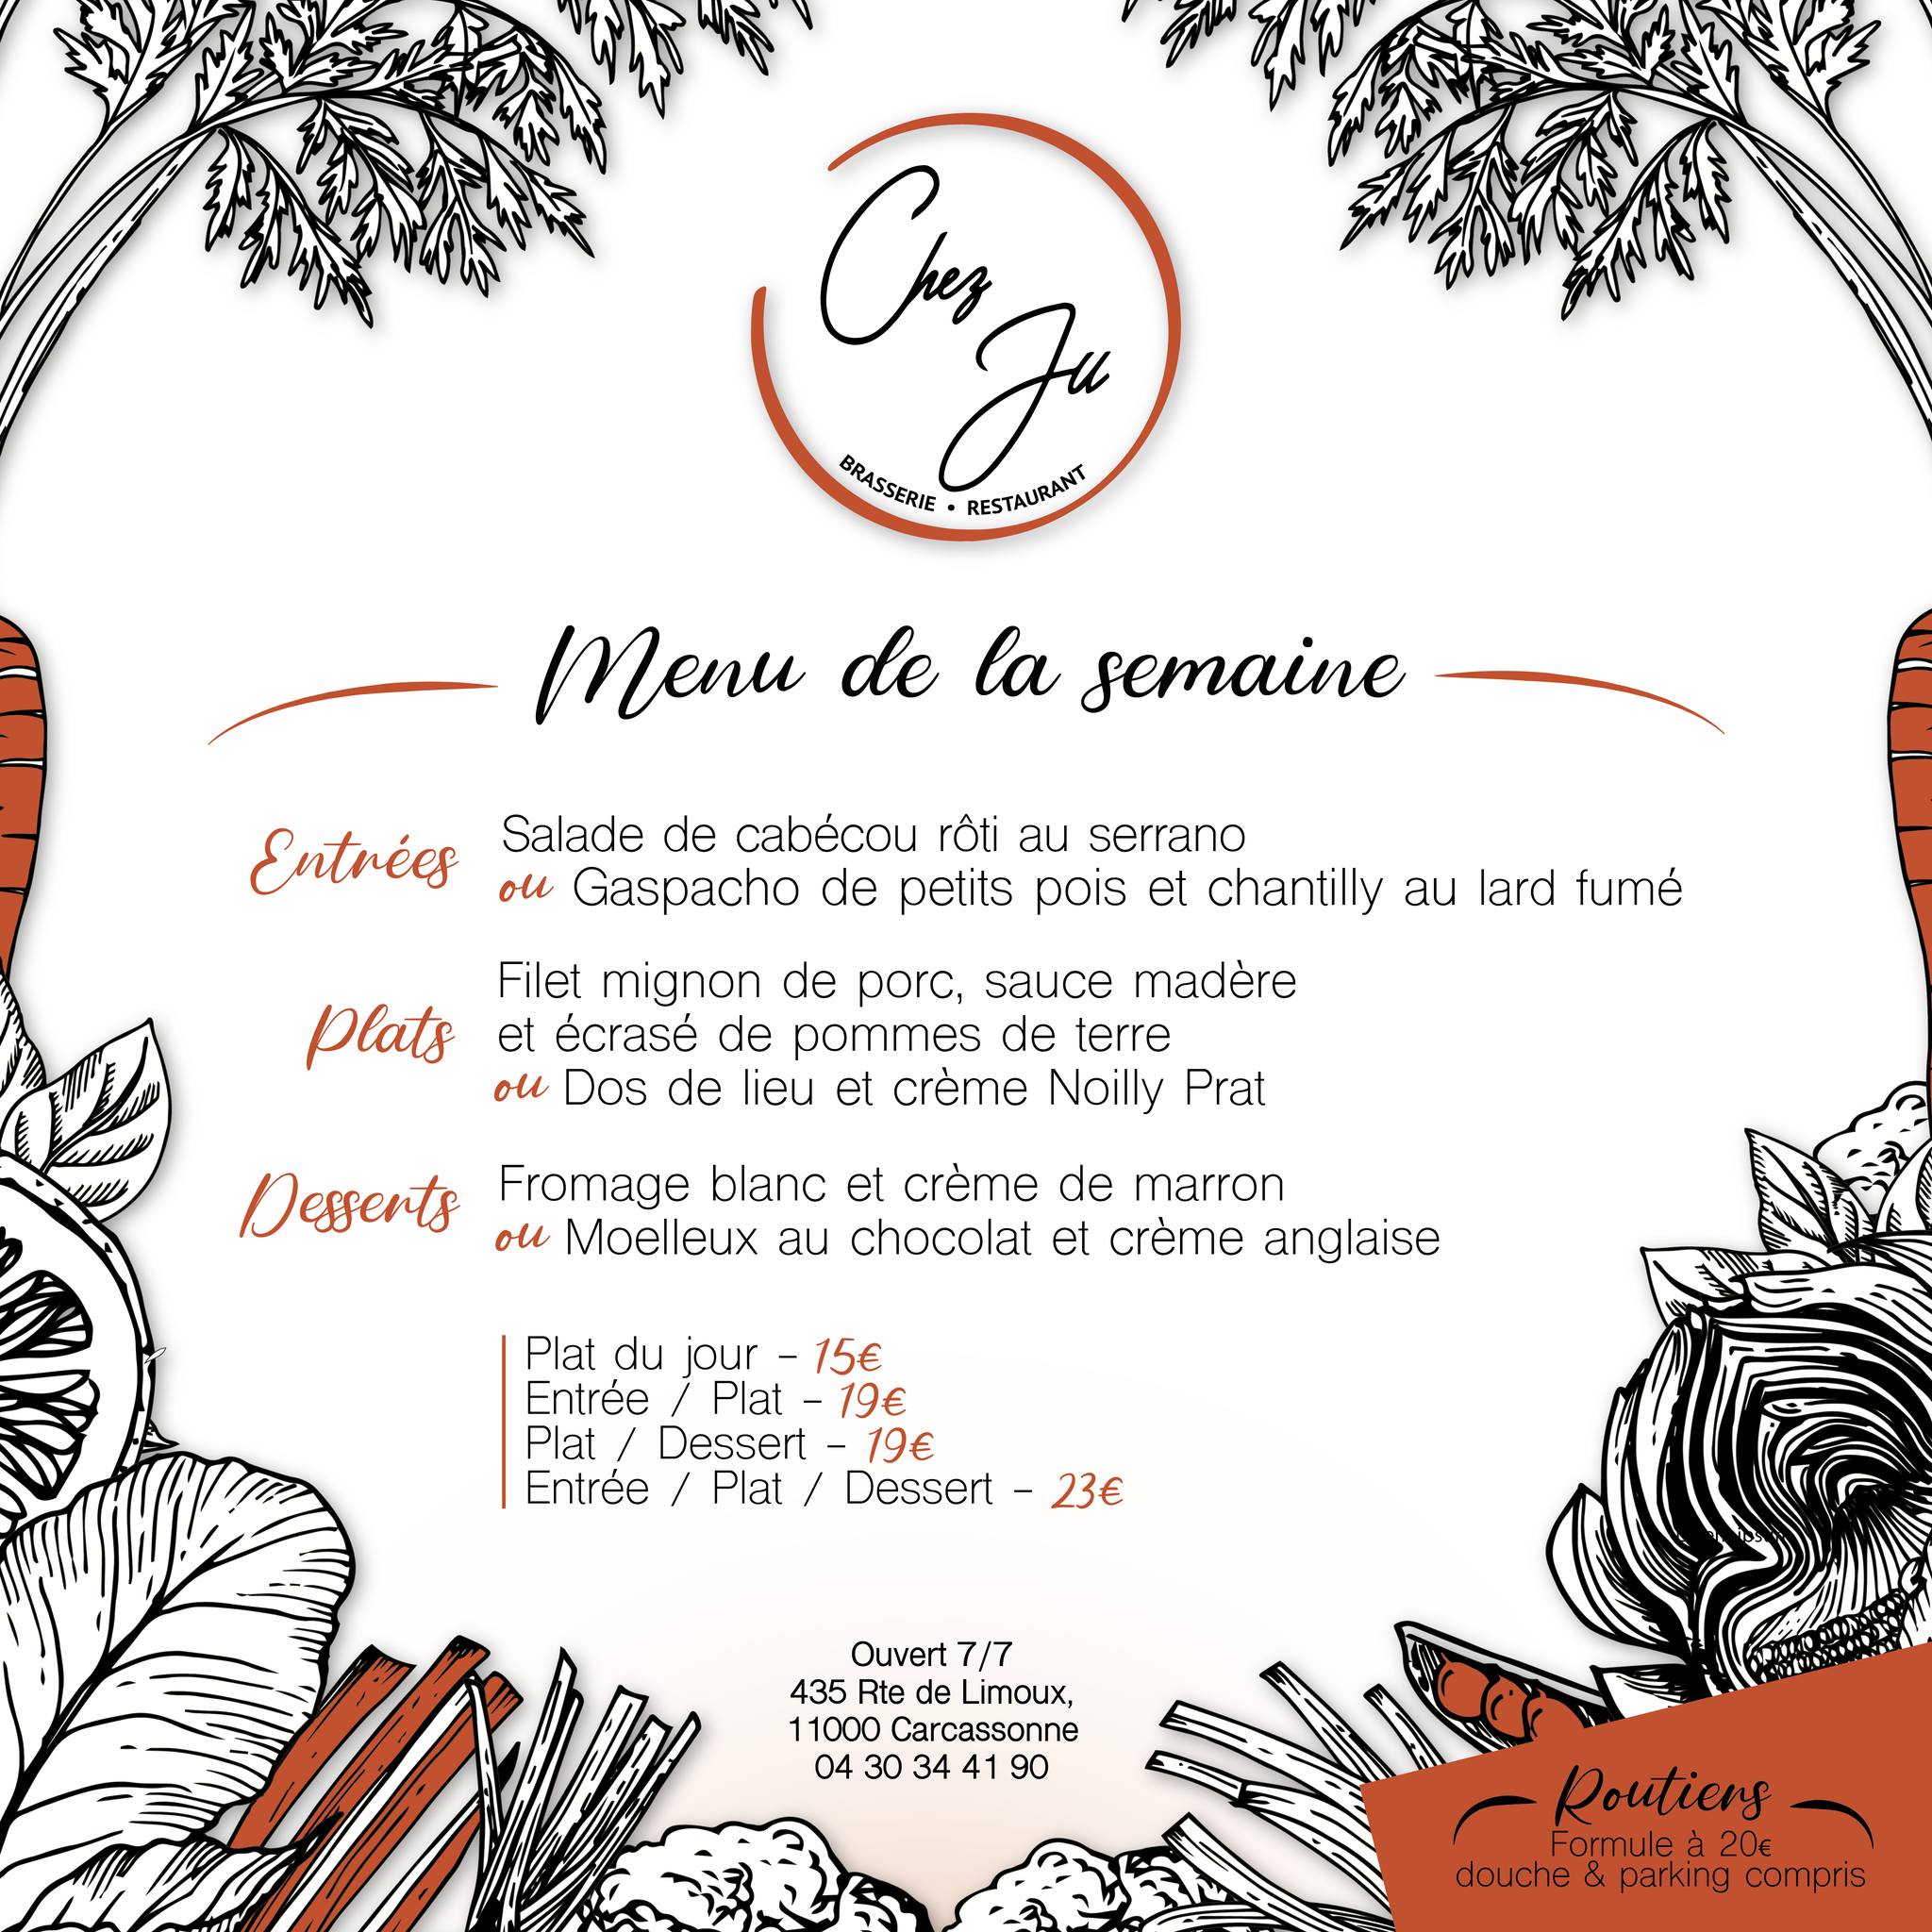 Chez
Ju
BRASSERIE • RESTAURANT
Menu de la semaine
Entrées
Salade de cabécou rôti au serrano
ou Gaspacho de petits pois et chantilly au lard fumé
Plats
Filet mignon de porc, sauce madère
et écrasé de pommes de terre
ou Dos de lieu et crème Noilly Prat
Desserts
Fromage blanc et crème de marron
ou Moelleux au chocolat et crème anglaise
Plat du jour – 15€
Entrée / Plat – 19€
Plat / Dessert – 19€
Entrée / Plat / Dessert – 23€
Ouvert 7/7
435 Rte de Limoux,
11000 Carcassonne
04 30 34 41 90
Routiers
Formule à 20€
douche & parking compris